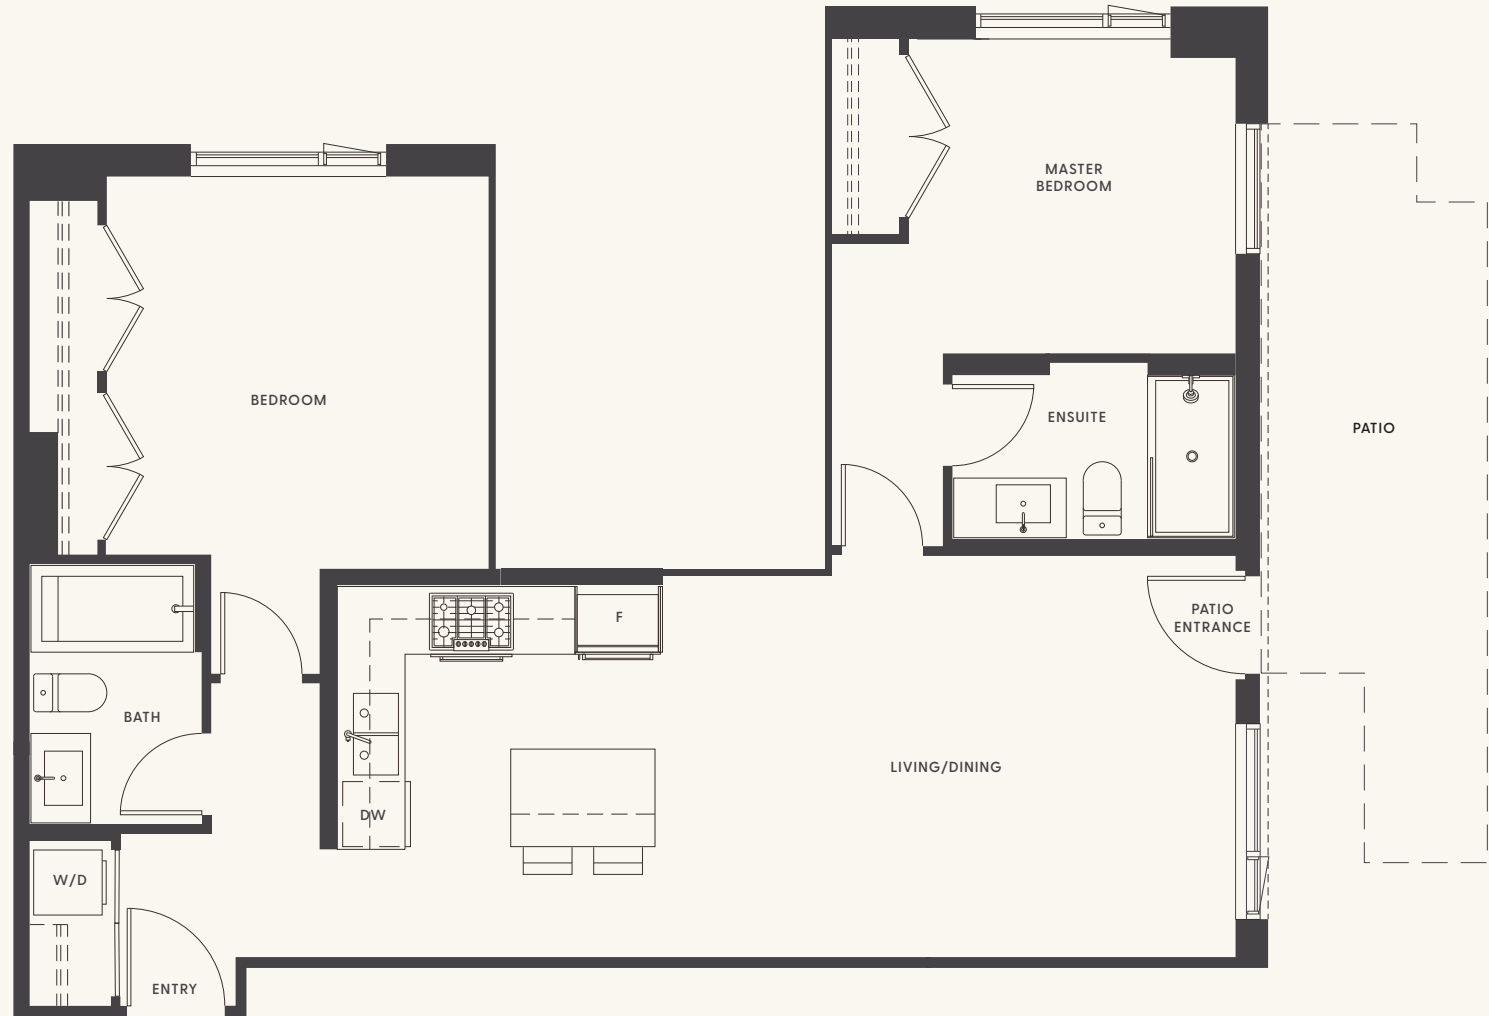 MASTER
BEDROOM
BEDROOM
ENSUITE
PATIO
F
PATIO
ENTRANCE
BATH
LIVING/DINING
DW
W/D
ENTRY